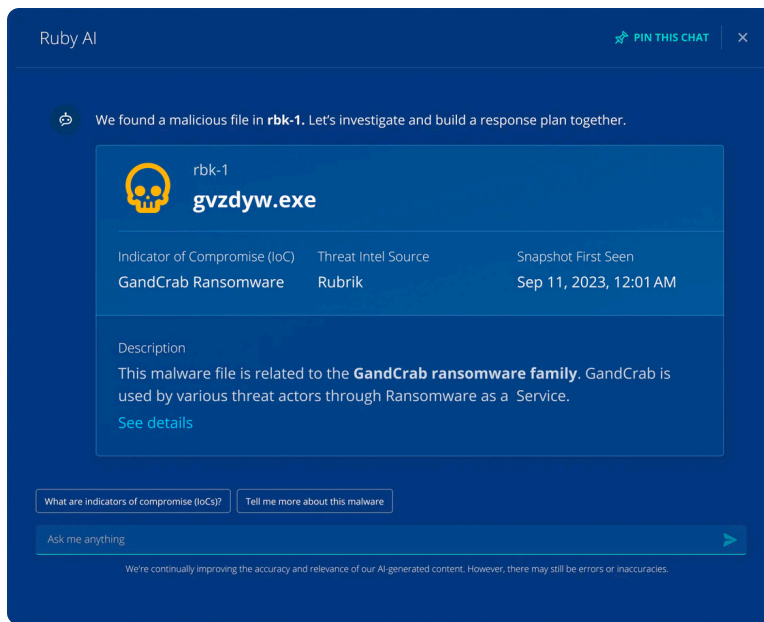 Ruby AI
PIN THIS CHAT
We found a malicious file in rbk-1. Let's investigate and build a response plan together.
rbk-1
gvzdyw.exe
Indicator of Compromise (IoC) Threat Intel Source Snapshot First Seen
GandCrab Ransomware Rubrik Sep 11, 2023, 12:01 AM
Description
This malware file is related to the GandCrab ransomware family. GandCrab is
used by various threat actors through Ransomware as a Service.
See details
What are indicators of compromise (IoCs)? Tell me more about this malware
Ask me anything
We're continually improving the accuracy and relevance of our AI-generated content. However, there may still be errors or inaccuracies.